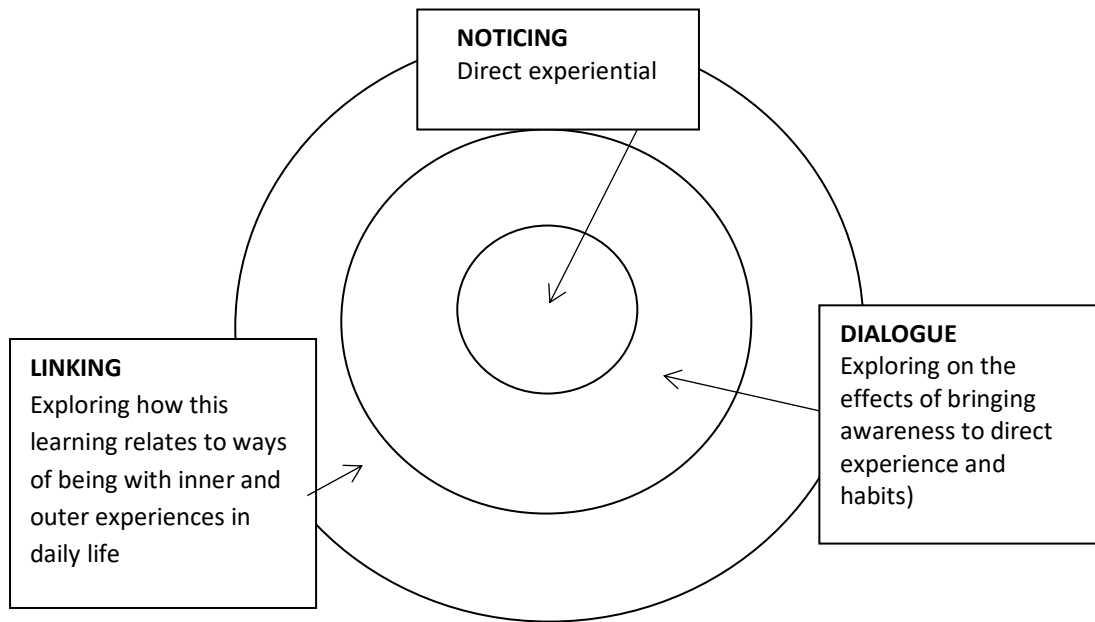 NOTICING
Direct experiential
LINKING
Exploring how this
learning relates to ways
of being with inner and
outer experiences in
daily life
DIALOGUE
Exploring on the
effects of bringing
awareness to direct
experience and
habits)